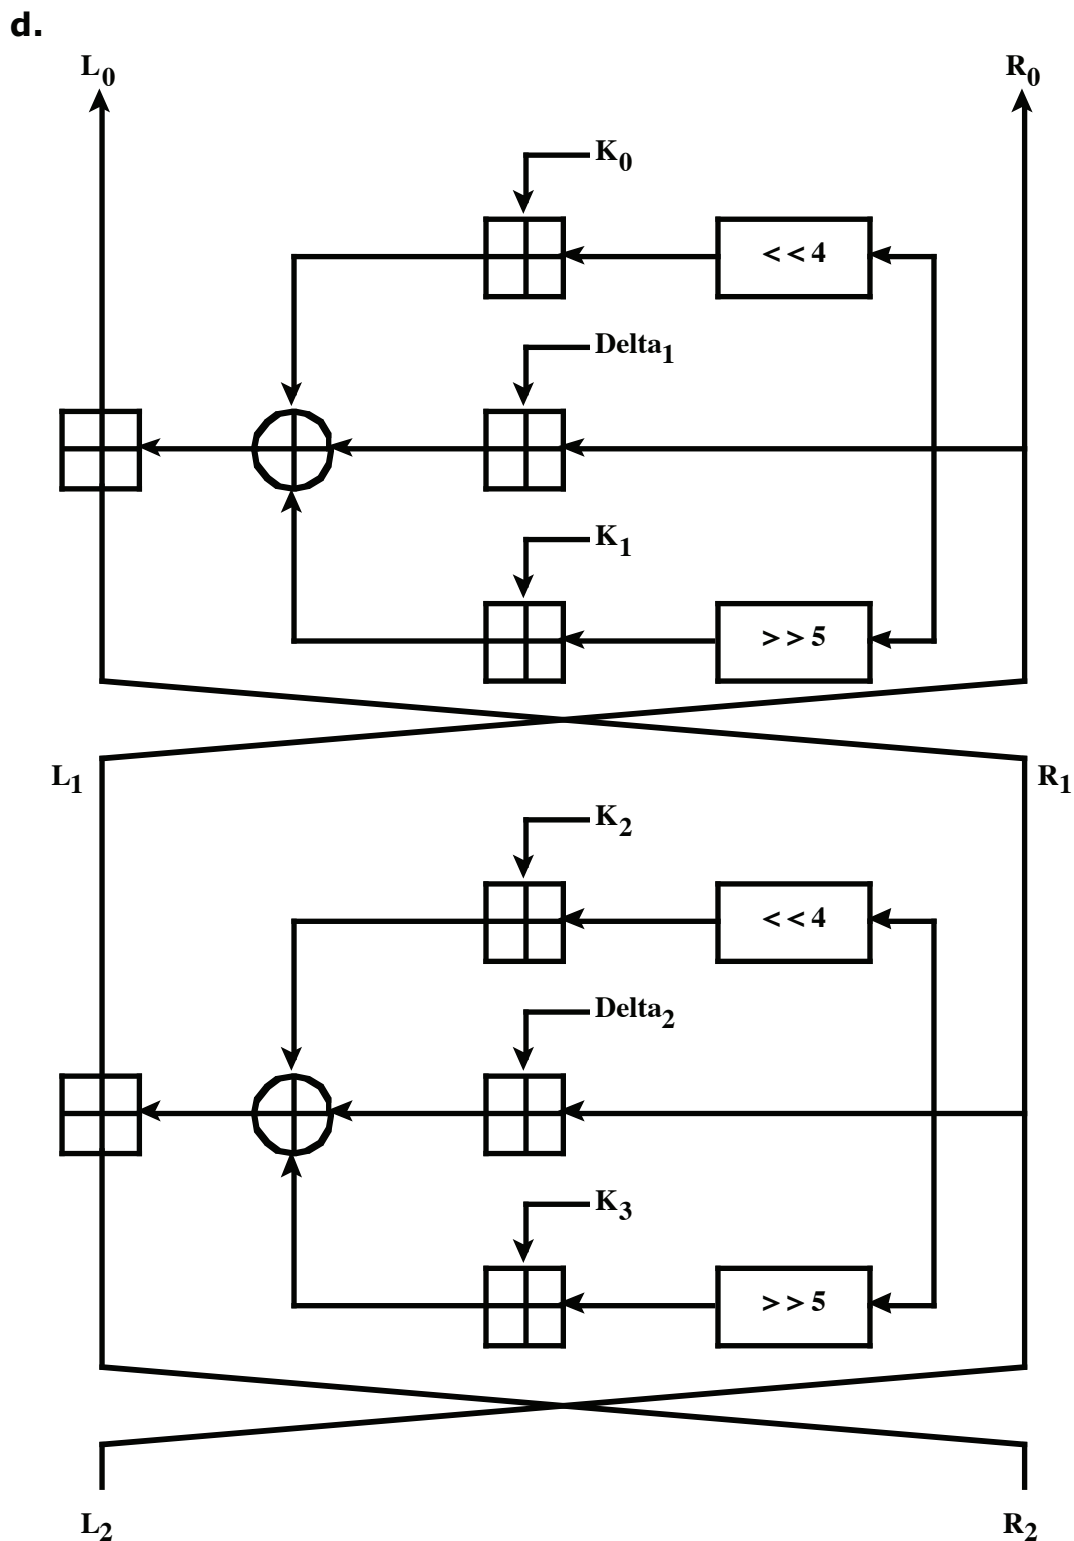 d.
L0 R0
K0
<<4
Delta1
K1
>>5
L1 R1
K2
<<4
Delta2
K3
>>5
L2 R2